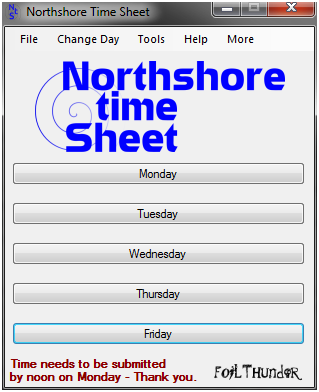 Nt
S
Northshore Time Sheet
File Change Day Tools Help More
Northshore
time
Sheet
Monday
Tuesday
Wednesday
Thursday
Friday
Time needs to be submitted
by noon on Monday - Thank you.
FoilThunder